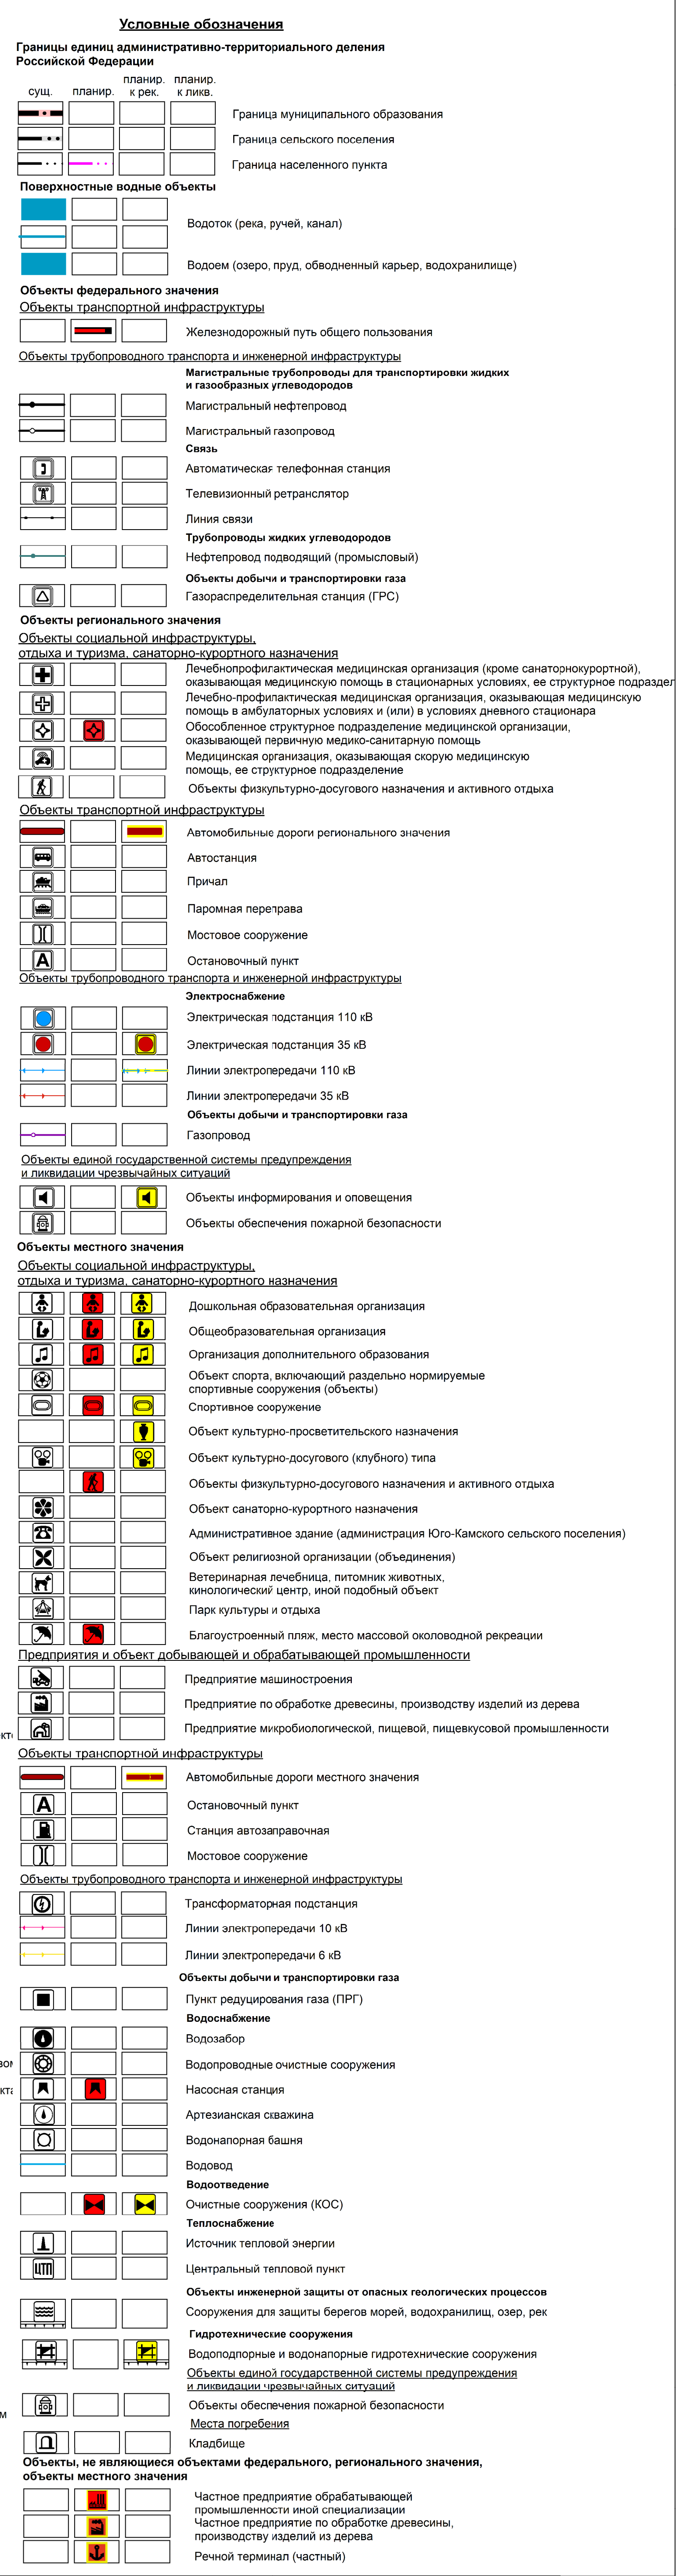 Условные обозначения
Границы единиц административно-территориального деления
Российской Федерации
сущ. планир. планир. к рек. планир. к ликв.
Граница муниципального образования
Граница сельского поселения
Граница населенного пункта
Поверхностные водные объекты
Водоток (река, ручей, канал)
Водоем (озеро, пруд, обводненный карьер, водохранилище)
Объекты федерального значения
Объекты транспортной инфраструктуры
Железнодорожный путь общего пользования
Объекты трубопроводного транспорта и инженерной инфраструктуры
Магистральные трубопроводы для транспортировки жидких
и газообразных углеводородов
Магистральный нефтепровод
Магистральный газопровод
Связь
Автоматическая телефонная станция
Телевизионный ретранслятор
Линия связи
Трубопроводы жидких углеводородов
Нефтепровод подводящий (промысловый)
Объекты добычи и транспортировки газа
Газораспределительная станция (ГРС)
Объекты регионального значения
Объекты социальной инфраструктуры,
отдыха и туризма, санаторно-курортного назначения
Лечебнопрофилактическая медицинская организация (кроме санаторнокурортной),
оказывающая медицинскую помощь в стационарных условиях, ее структурное подраздел
Лечебно-профилактическая медицинская организация, оказывающая медицинскую
помощь в амбулаторных условиях и (или) в условиях дневного стационара
Обособленное структурное подразделение медицинской организации,
оказывающей первичную медико-санитарную помощь
Медицинская организация, оказывающая скорую медицинскую
помощь, ее структурное подразделение
Объекты физкультурно-досугового назначения и активного отдыха
Объекты транспортной инфраструктуры
Автомобильные дороги регионального значения
Автостанция
Причал
Паромная переправа
Мостовое сооружение
А Остановочный пункт
Объекты трубопроводного транспорта и инженерной инфраструктуры
Электроснабжение
Электрическая подстанция 110 кВ
Электрическая подстанция 35 кВ
Линии электропередачи 110 кВ
Линии электропередачи 35 кВ
Объекты добычи и транспортировки газа
Газопровод
Объекты единой государственной системы предупреждения
и ликвидации чрезвычайных ситуаций
Объекты информирования и оповещения
Объекты обеспечения пожарной безопасности
Объекты местного значения
Объекты социальной инфраструктуры,
отдыха и туризма, санаторно-курортного назначения
Дошкольная образовательная организация
Общеобразовательная организация
Организация дополнительного образования
Объект спорта, включающий раздельно нормируемые
спортивные сооружения (объекты)
Спортивное сооружение
Объект культурно-просветительского назначения
Объект культурно-досугового (клубного) типа
Объекты физкультурно-досугового назначения и активного отдыха
Объект санаторно-курортного назначения
Административное здание (администрация Юго-Камского сельского поселения)
Объект религиозной организации (объединения)
Ветеринарная лечебница, питомник животных,
кинологический центр, иной подобный объект
Парк культуры и отдыха
Благоустроенный пляж, место массовой околоводной рекреации
Предприятия и объект добывающей и обрабатывающей промышленности
Предприятие машиностроения
Предприятие по обработке древесины, производству изделий из дерева
Предприятие микробиологической, пищевой, пищевкусовой промышленности
Объекты транспортной инфраструктуры
Автомобильные дороги местного значения
А Остановочный пункт
Станция автозаправочная
Мостовое сооружение
Объекты трубопроводного транспорта и инженерной инфраструктуры
Трансформаторная подстанция
Линии электропередачи 10 кВ
Линии электропередачи 6 кВ
Объекты добычи и транспортировки газа
Пункт редуцирования газа (ПРГ)
Водоснабжение
Водозабор
Водопроводные очистные сооружения
Насосная станция
Артезианская скважина
Водонапорная башня
Водовод
Водоотведение
Очистные сооружения (КОС)
Теплоснабжение
Источник тепловой энергии
ЦТП Центральный тепловой пункт
Объекты инженерной защиты от опасных геологических процессов
Сооружения для защиты берегов морей, водохранилищ, озер, рек
Гидротехнические сооружения
Водоподпорные и водонапорные гидротехнические сооружения
Объекты единой государственной системы предупреждения
и ликвидации чрезвычайных ситуаций
Объекты обеспечения пожарной безопасности
Места погребения
Кладбище
Объекты, не являющиеся объектами федерального, регионального значения,
объекты местного значения
Частное предприятие обрабатывающей
промышленности иной специализации
Частное предприятие по обработке древесины,
производству изделий из дерева
Речной терминал (частный)